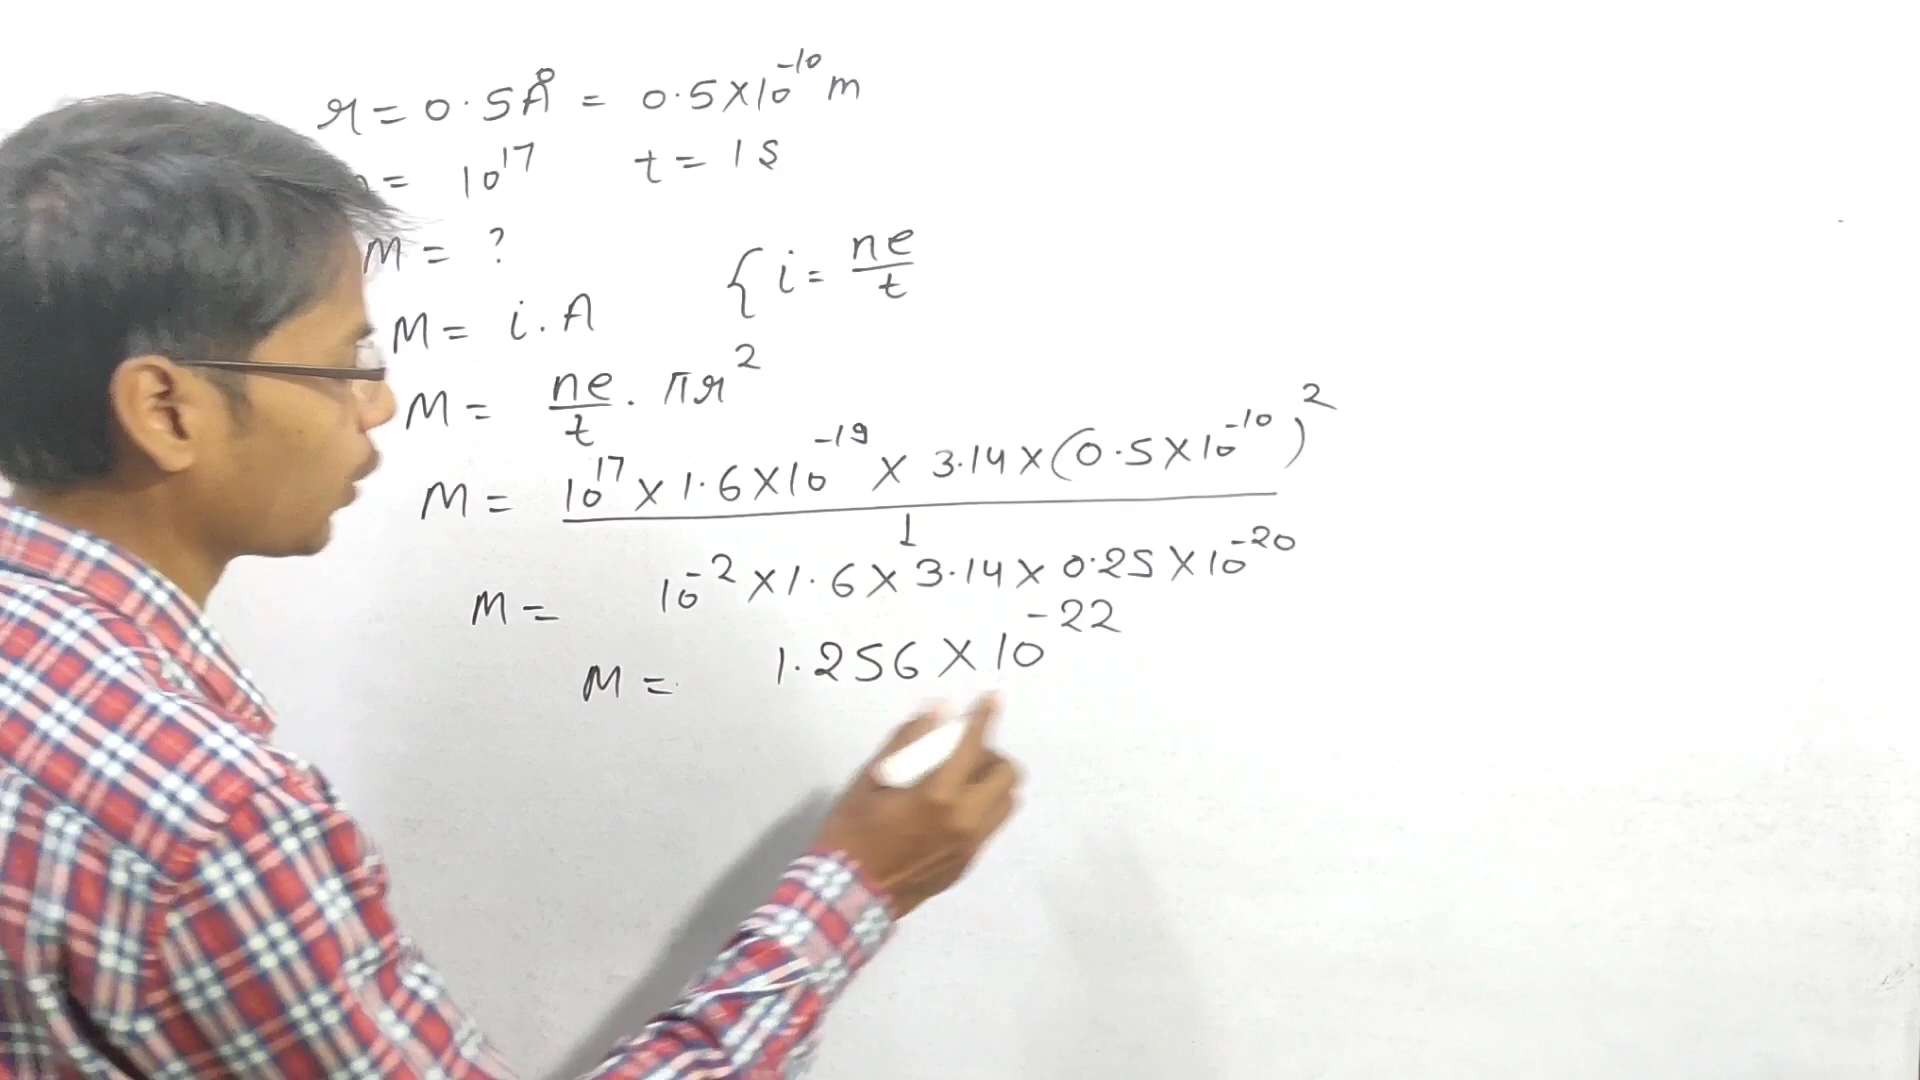 r = 0.5Å = 0.5×10⁻¹⁰ m
= 10¹⁷ t = 1 s
M = ?
M = i.A { i = ne/t
M = ne/t . πr²
M = 10¹⁷ × 1.6×10⁻¹⁹ × 3.14×(0.5×10⁻¹⁰)² / 1
M = 10⁻² × 1.6 × 3.14 × 0.25 × 10⁻²⁰
M = 1.256 × 10⁻²²